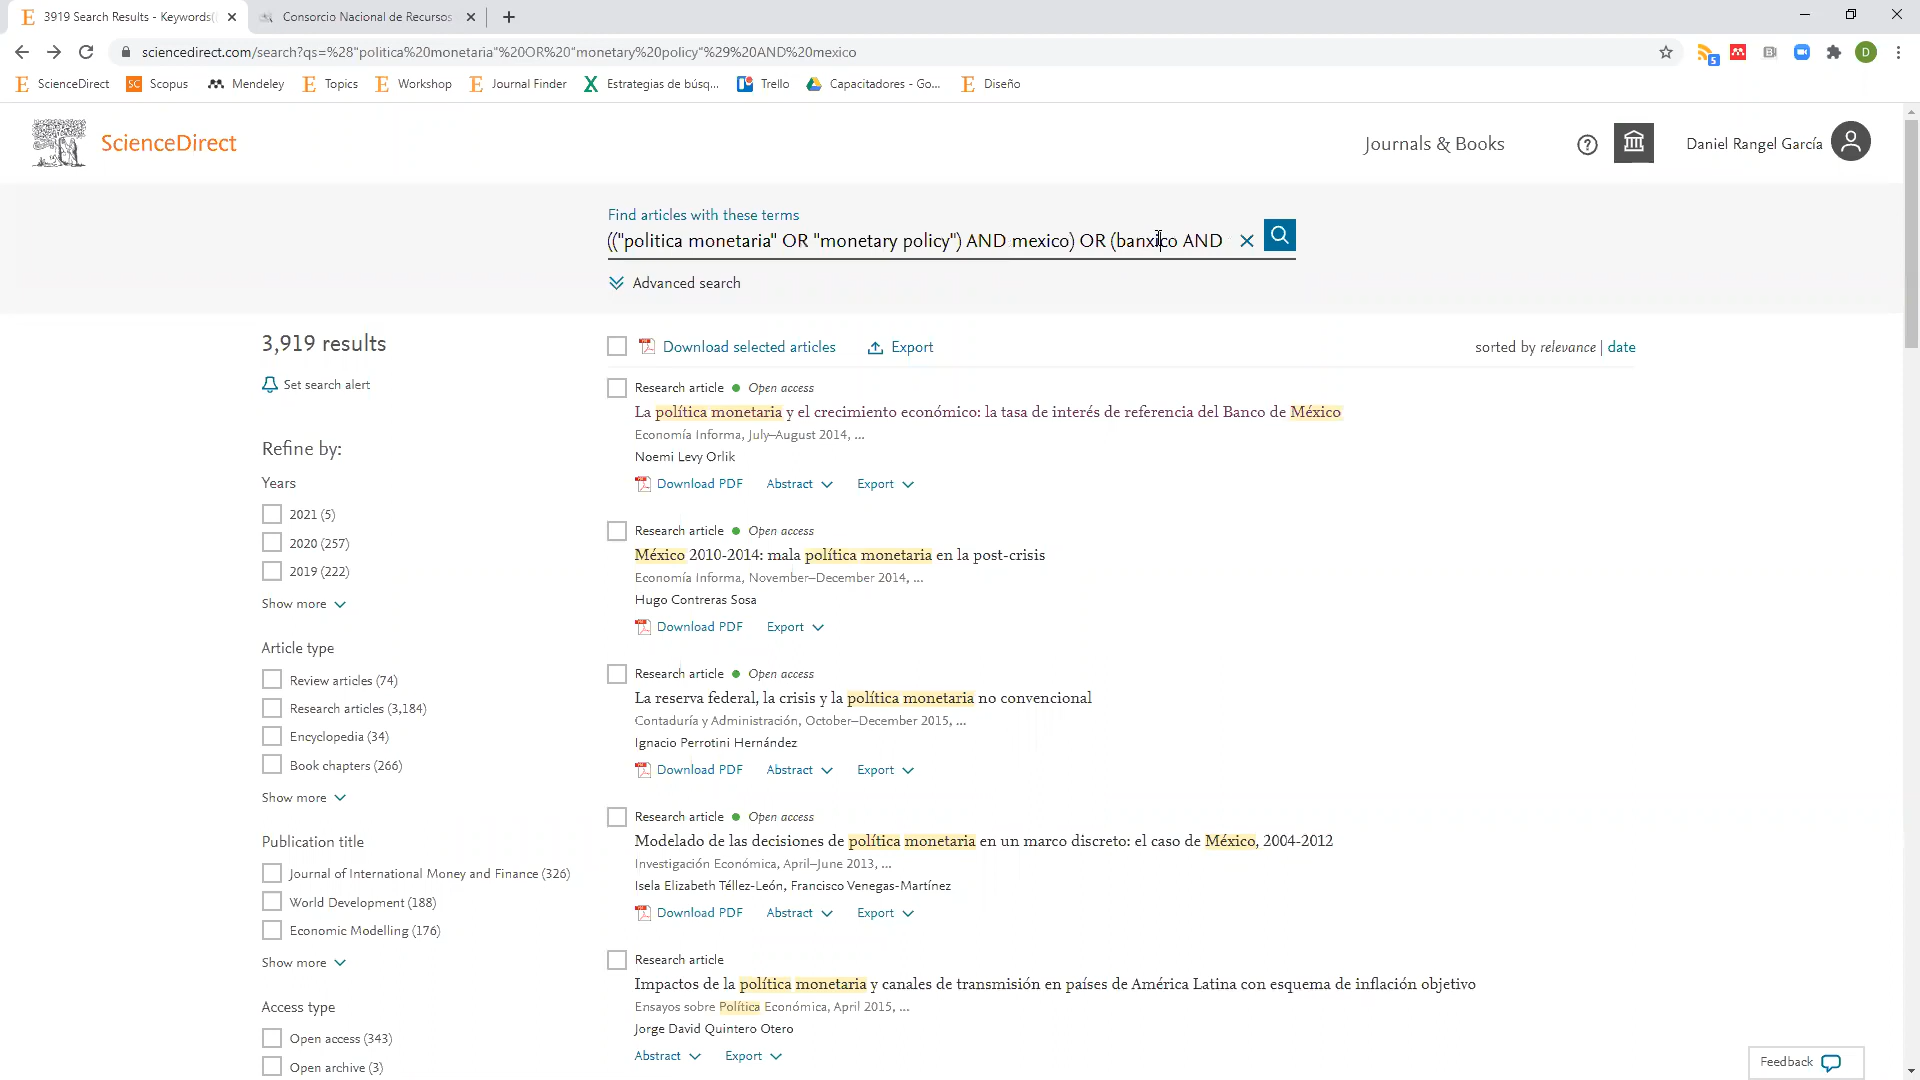 3919 Search Results - Keywords(
Consorcio Nacional de Recursos
sciencedirect.com/search?qs=%28"politica%20monetaria"%20OR%20"monetary%20policy"%29%20AND%20mexico
5
D
ScienceDirect
SC Scopus
Mendeley
Topics
Workshop
Journal Finder
Estrategias de búsq...
Trello
Capacitadores - Go...
Diseño
ScienceDirect
Journals & Books
?
Daniel Rangel García
Find articles with these terms
(("politica monetaria" OR "monetary policy") AND mexico) OR (banxico AND
Advanced search
3,919 results
Set search alert
Refine by:
Years
2021 (5)
2020 (257)
2019 (222)
Show more
Article type
Review articles (74)
Research articles (3,184)
Encyclopedia (34)
Book chapters (266)
Show more
Publication title
Journal of International Money and Finance (326)
World Development (188)
Economic Modelling (176)
Show more
Access type
Open access (343)
Open archive (3)
Download selected articles
Export
sorted by relevance | date
Research article ● Open access
La política monetaria y el crecimiento económico: la tasa de interés de referencia del Banco de México
Economía Informa, July–August 2014, ...
Noemi Levy Orlik
Download PDF Abstract Export
Research article ● Open access
México 2010-2014: mala política monetaria en la post-crisis
Economía Informa, November–December 2014, ...
Hugo Contreras Sosa
Download PDF Export
Research article ● Open access
La reserva federal, la crisis y la política monetaria no convencional
Contaduría y Administración, October–December 2015, ...
Ignacio Perrotini Hernández
Download PDF Abstract Export
Research article ● Open access
Modelado de las decisiones de política monetaria en un marco discreto: el caso de México, 2004-2012
Investigación Económica, April–June 2013, ...
Isela Elizabeth Téllez-León, Francisco Venegas-Martínez
Download PDF Abstract Export
Research article
Impactos de la política monetaria y canales de transmisión en países de América Latina con esquema de inflación objetivo
Ensayos sobre Política Económica, April 2015, ...
Jorge David Quintero Otero
Abstract Export
Feedback